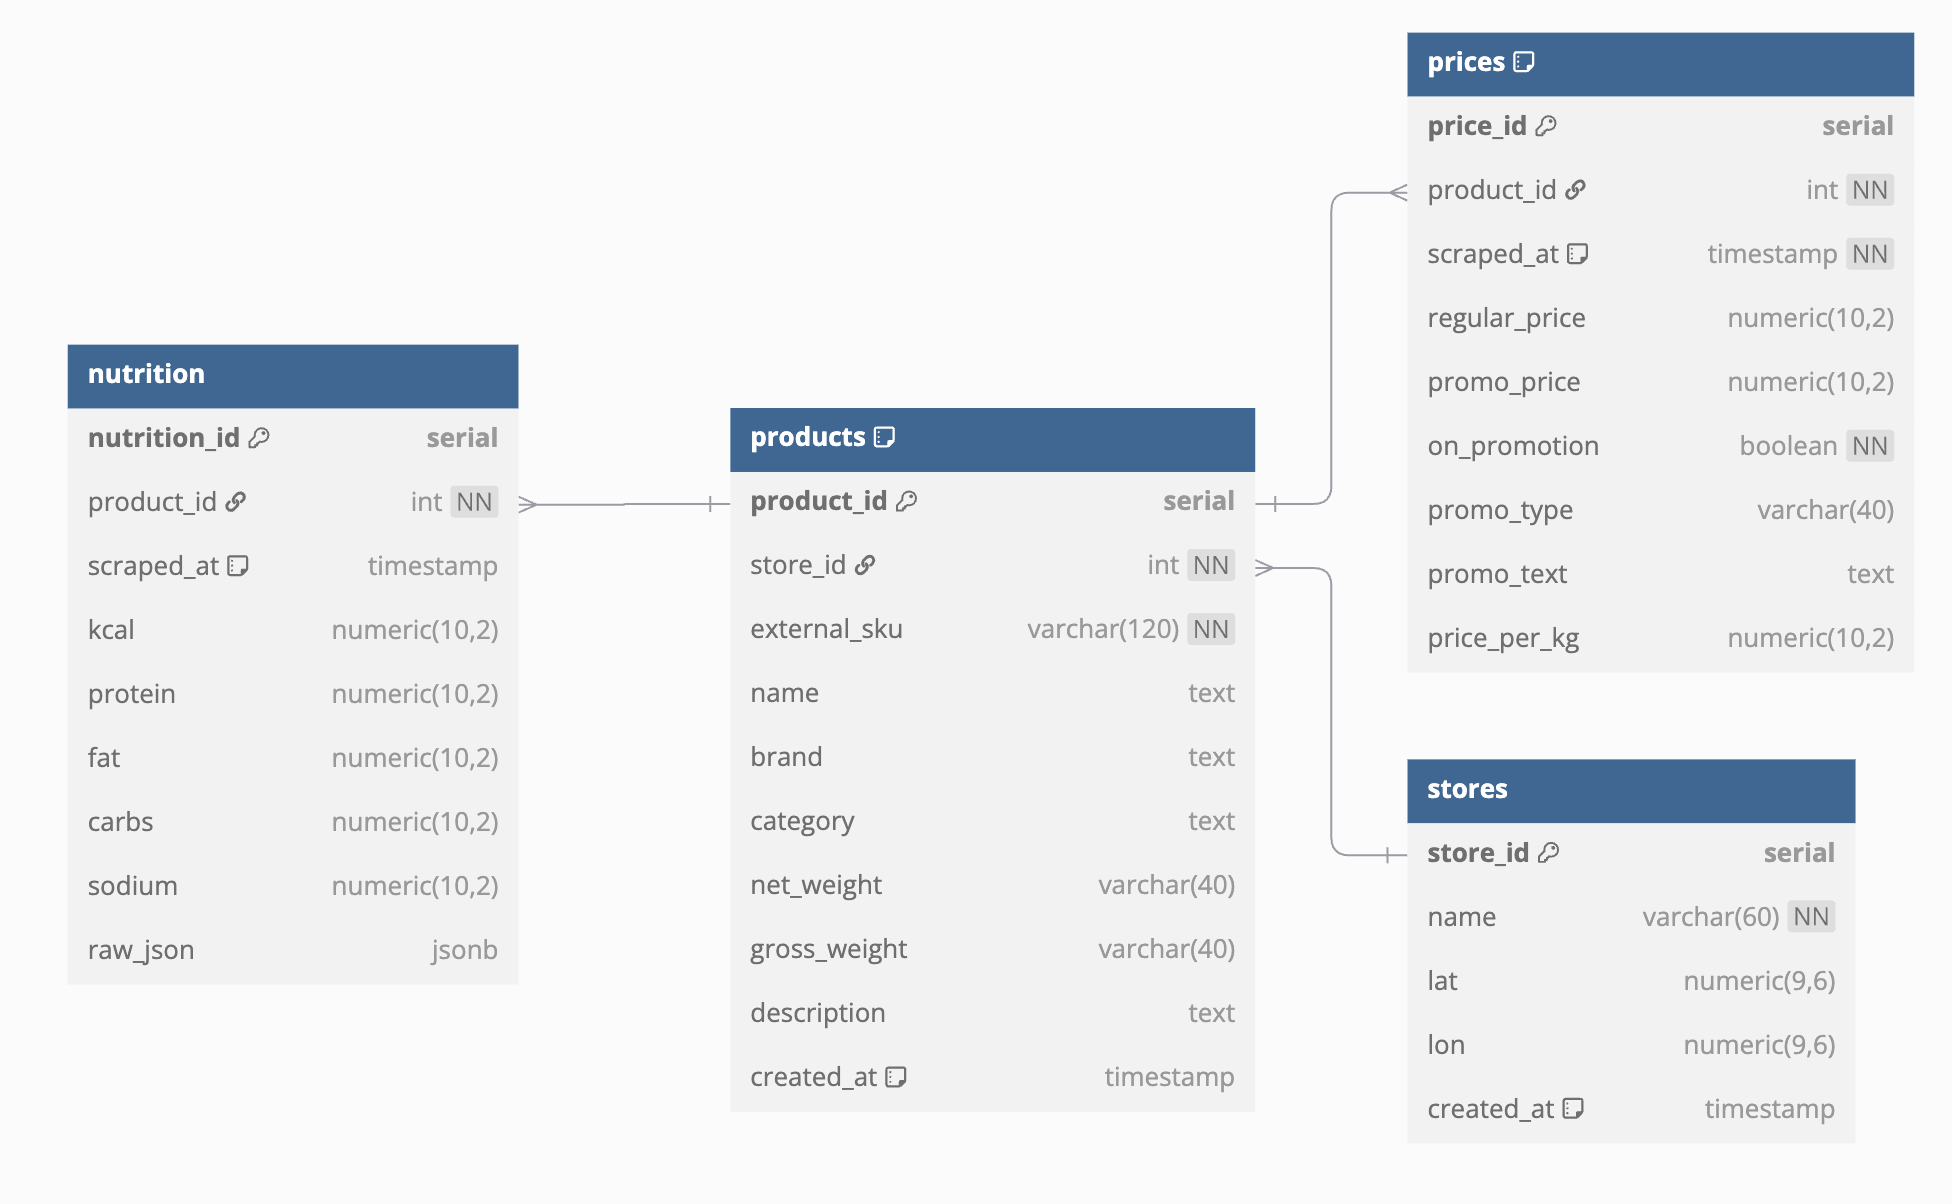 nutrition
nutrition_id serial
product_id int NN
scraped_at timestamp
kcal numeric(10,2)
protein numeric(10,2)
fat numeric(10,2)
carbs numeric(10,2)
sodium numeric(10,2)
raw_json jsonb
products
product_id serial
store_id int NN
external_sku varchar(120) NN
name text
brand text
category text
net_weight varchar(40)
gross_weight varchar(40)
description text
created_at timestamp
prices
price_id serial
product_id int NN
scraped_at timestamp NN
regular_price numeric(10,2)
promo_price numeric(10,2)
on_promotion boolean NN
promo_type varchar(40)
promo_text text
price_per_kg numeric(10,2)
stores
store_id serial
name varchar(60) NN
lat numeric(9,6)
lon numeric(9,6)
created_at timestamp